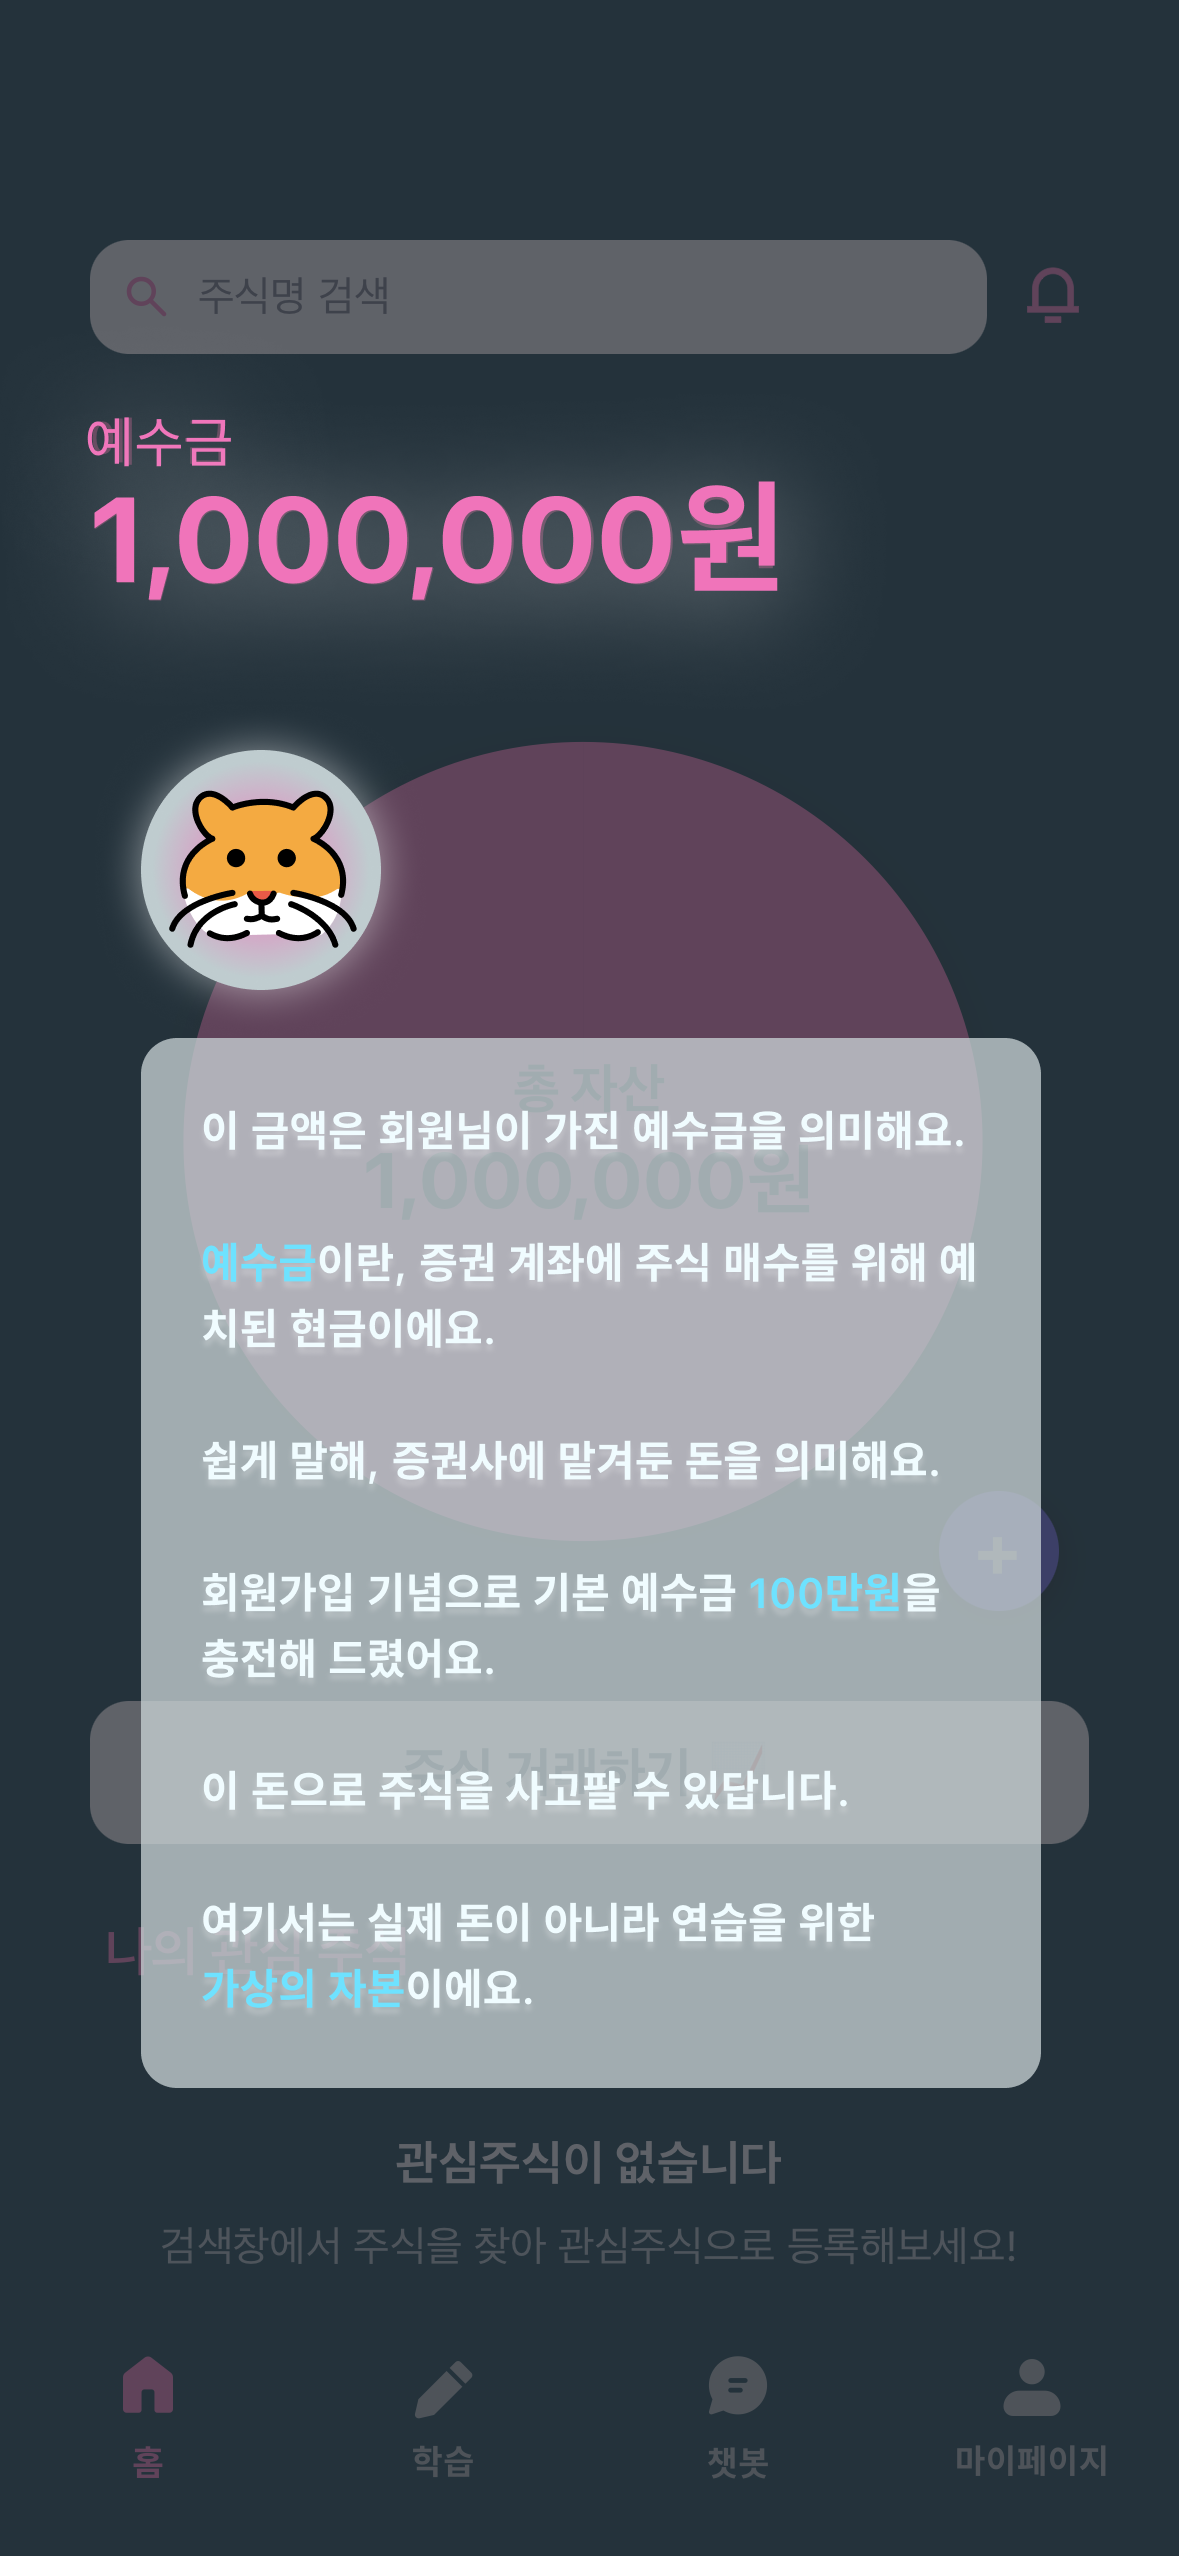 주식명 검색
예수금
1,000,000원
총 자산
이 금액은 회원님이 가진 예수금을 의미해요.
1,000,000원
예수금이란, 증권 계좌에 주식 매수를 위해 예
치된 현금이에요.
쉽게 말해, 증권사에 맡겨둔 돈을 의미해요.
+
회원가입 기념으로 기본 예수금 100만원을
충전해 드렸어요.
주식 거래하기
이 돈으로 주식을 사고팔 수 있답니다.
여기서는 실제 돈이 아니라 연습을 위한
나의 관심 주식
가상의 자본이에요.
관심주식이 없습니다
검색창에서 주식을 찾아 관심주식으로 등록해보세요!
홈
학습
챗봇
마이페이지